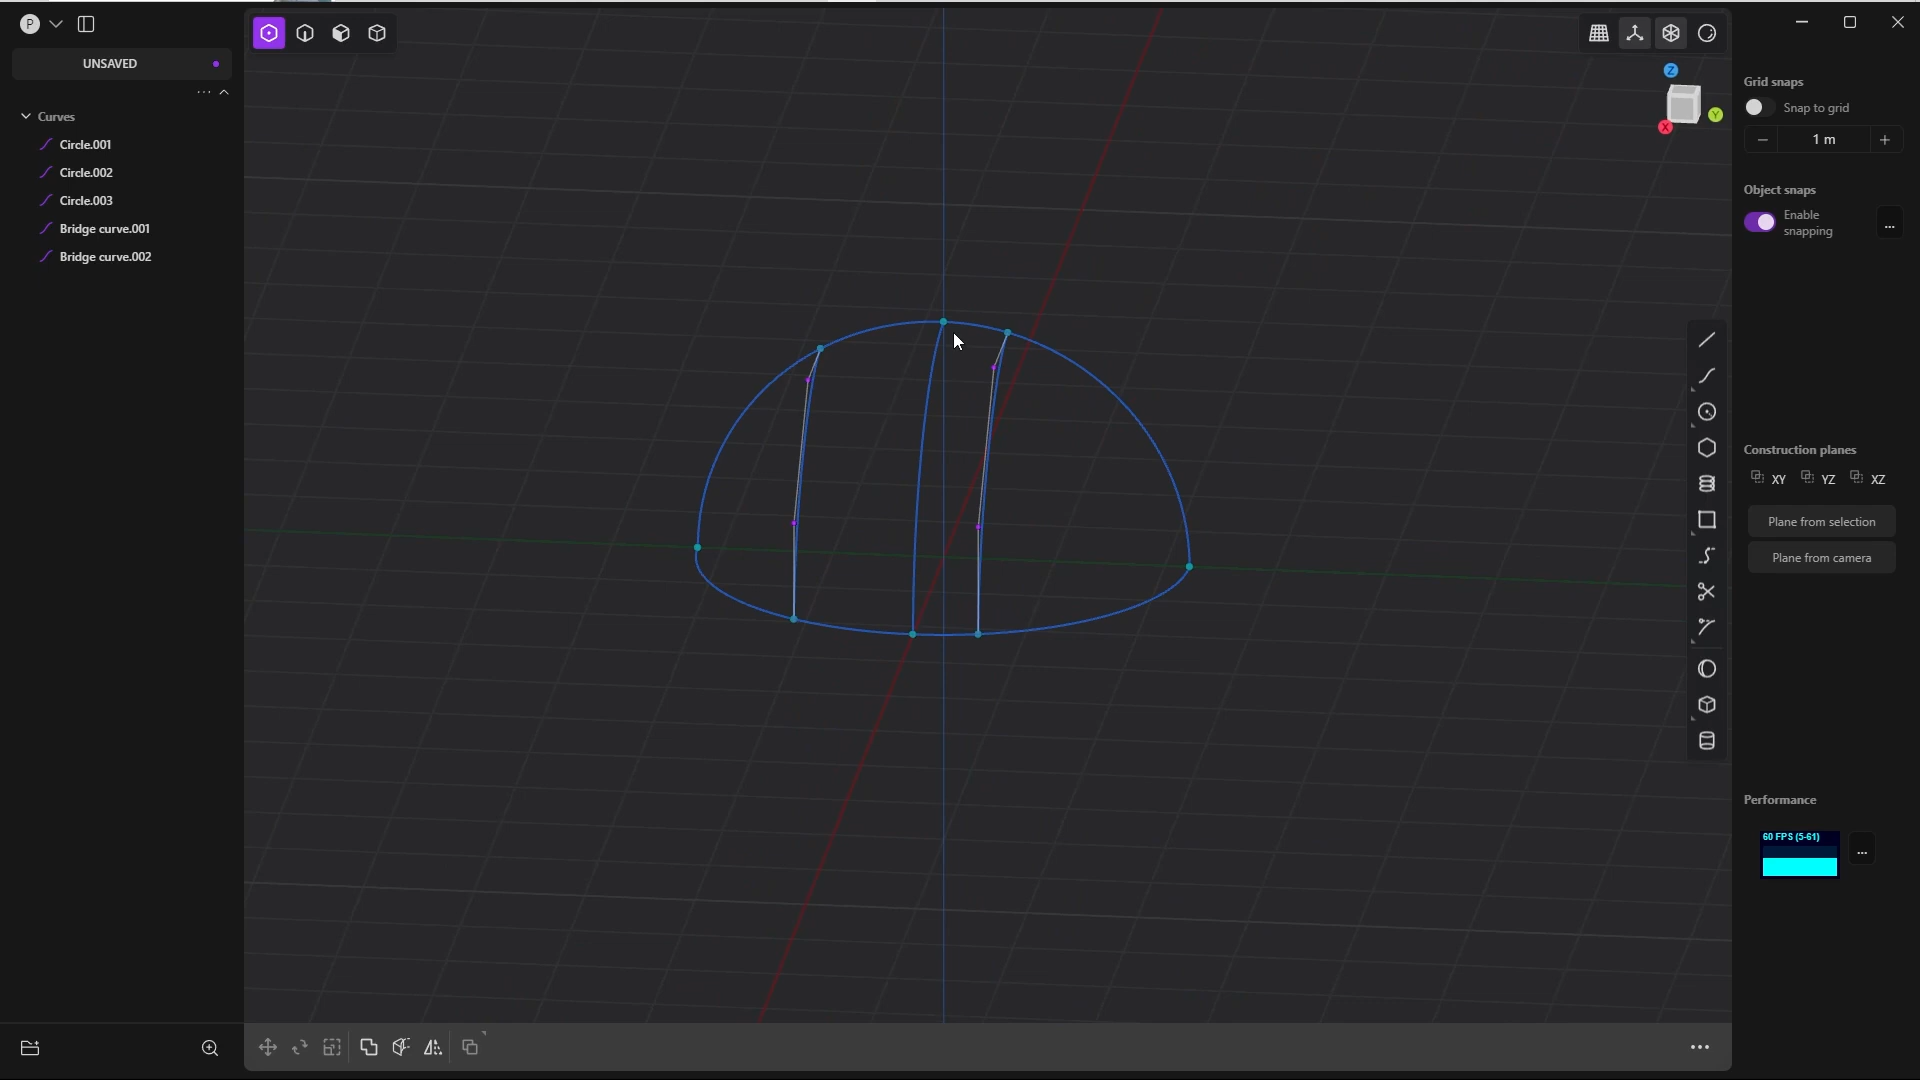 P
UNSAVED
Curves
Circle.001
Circle.002
Circle.003
Bridge curve.001
Bridge curve.002
Z
Y
X
Grid snaps
Snap to grid
1 m
Object snaps
Enable
snapping
...
Construction planes
XY
YZ
XZ
Plane from selection
Plane from camera
Performance
60 FPS (5-61)
...